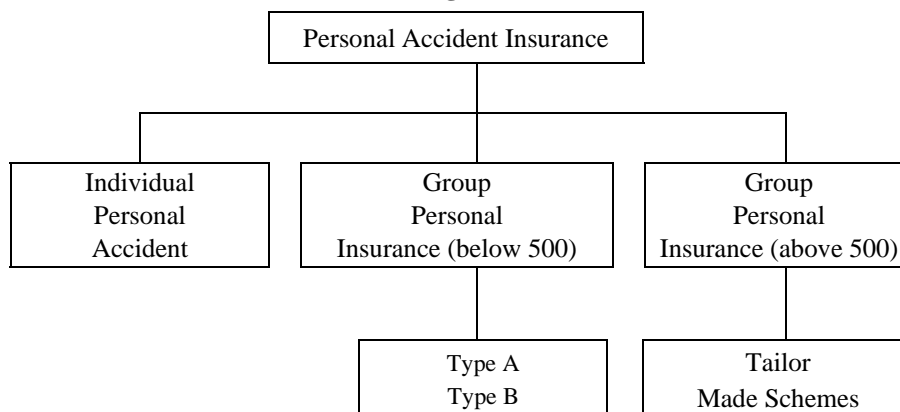 Personal Accident Insurance
Individual
Personal
Accident
Group
Personal
Insurance (below 500)
Group
Personal
Insurance (above 500)
Type A
Type B
Tailor
Made Schemes